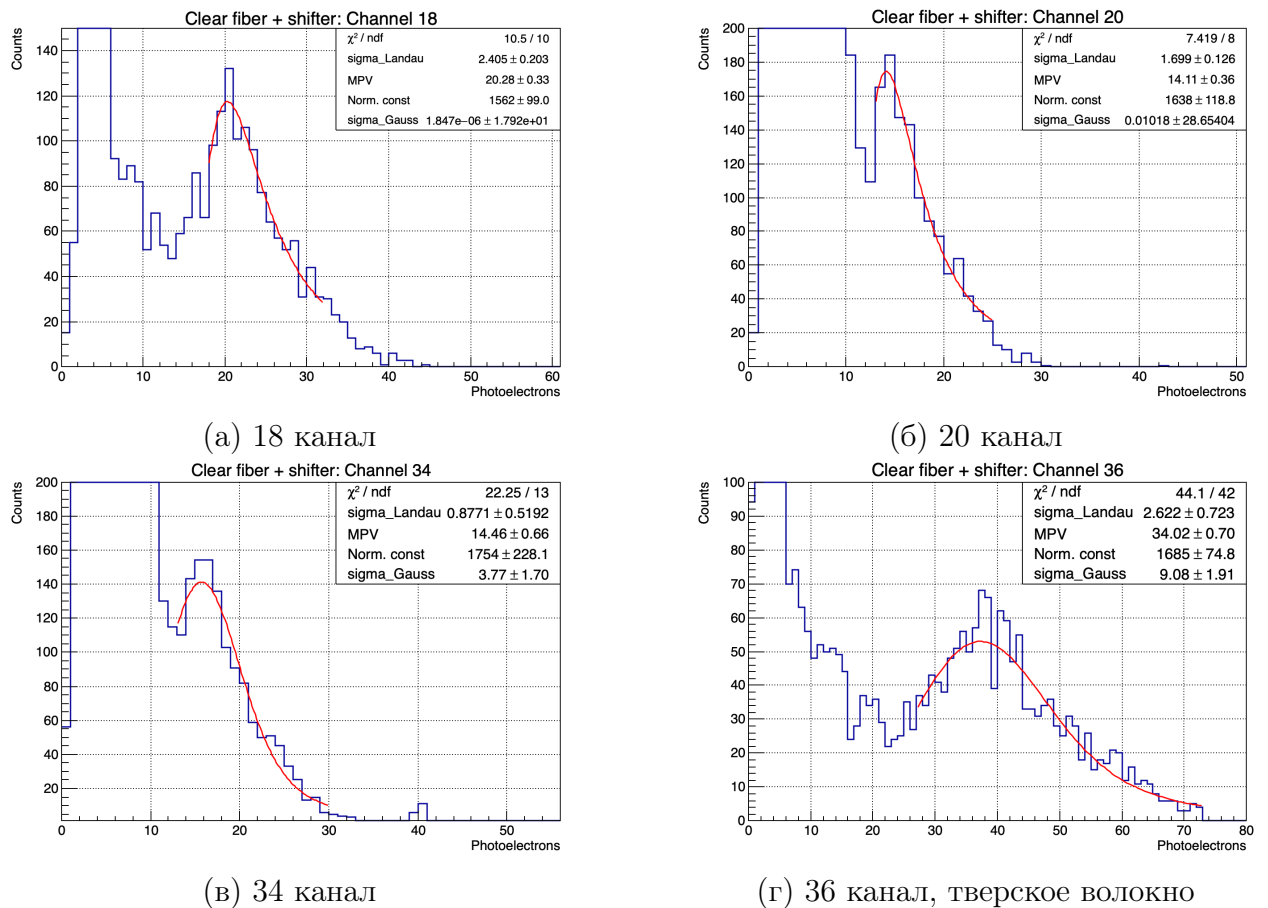 Clear fiber + shifter: Channel 18
Counts
χ² / ndf 10.5 / 10
sigma_Landau 2.405 ± 0.203
MPV 20.28 ± 0.33
Norm. const 1562 ± 99.0
sigma_Gauss 1.847e−06 ± 1.792e+01
140
120
100
80
60
40
20
0
0 10 20 30 40 50 60
Photoelectrons
(а) 18 канал
Clear fiber + shifter: Channel 20
Counts
χ² / ndf 7.419 / 8
sigma_Landau 1.699 ± 0.126
MPV 14.11 ± 0.36
Norm. const 1638 ± 118.8
sigma_Gauss 0.01018 ± 28.65404
200
180
160
140
120
100
80
60
40
20
0
0 10 20 30 40 50
Photoelectrons
(б) 20 канал
Clear fiber + shifter: Channel 34
Counts
χ² / ndf 22.25 / 13
sigma_Landau 0.8771 ± 0.5192
MPV 14.46 ± 0.66
Norm. const 1754 ± 228.1
sigma_Gauss 3.77 ± 1.70
200
180
160
140
120
100
80
60
40
20
0 10 20 30 40 50
Photoelectrons
(в) 34 канал
Clear fiber + shifter: Channel 36
Counts
χ² / ndf 44.1 / 42
sigma_Landau 2.622 ± 0.723
MPV 34.02 ± 0.70
Norm. const 1685 ± 74.8
sigma_Gauss 9.08 ± 1.91
100
90
80
70
60
50
40
30
20
10
0
0 10 20 30 40 50 60 70 80
Photoelectrons
(г) 36 канал, тверское волокно